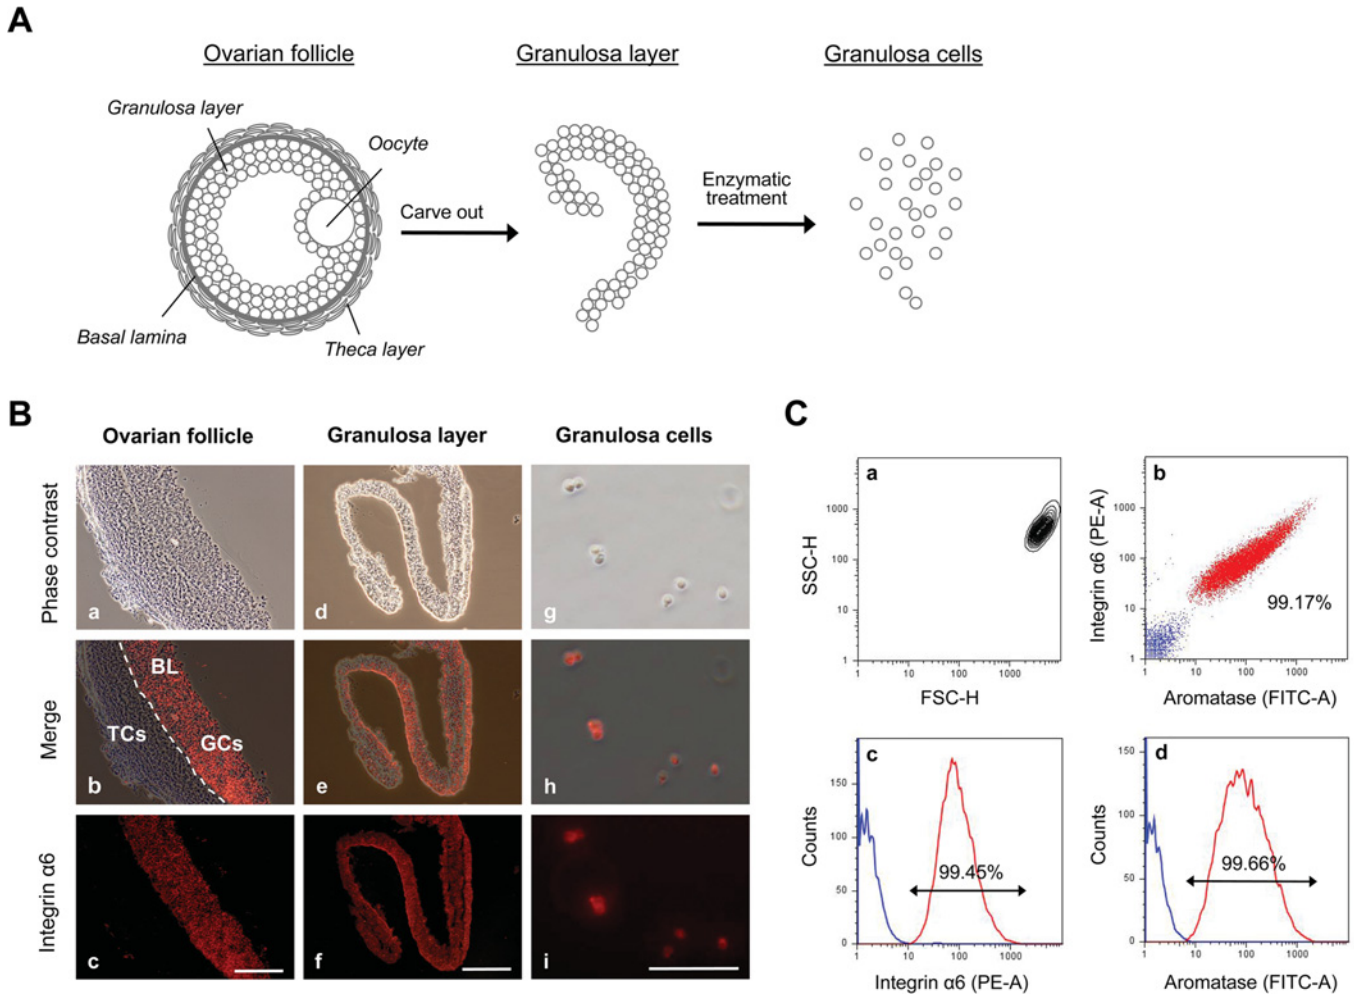 A
Ovarian follicle
Granulosa layer
Granulosa cells
Granulosa layer
Oocyte
Carve out
Enzymatic
treatment
Basal lamina
Theca layer
B
Ovarian follicle
Granulosa layer
Granulosa cells
Phase contrast
a
d
g
Merge
BL
TCs
GCs
b
e
h
Integrin α6
c
f
i
C
a
SSC-H
1000
100
10
1
1
10
100
1000
FSC-H
b
Integrin α6 (PE-A)
1000
100
10
1
99.17%
1
10
100
1000
Aromatase (FITC-A)
c
Counts
150
100
50
0
99.45%
1
10
100
1000
Integrin α6 (PE-A)
d
Counts
150
100
50
0
99.66%
1
10
100
1000
Aromatase (FITC-A)